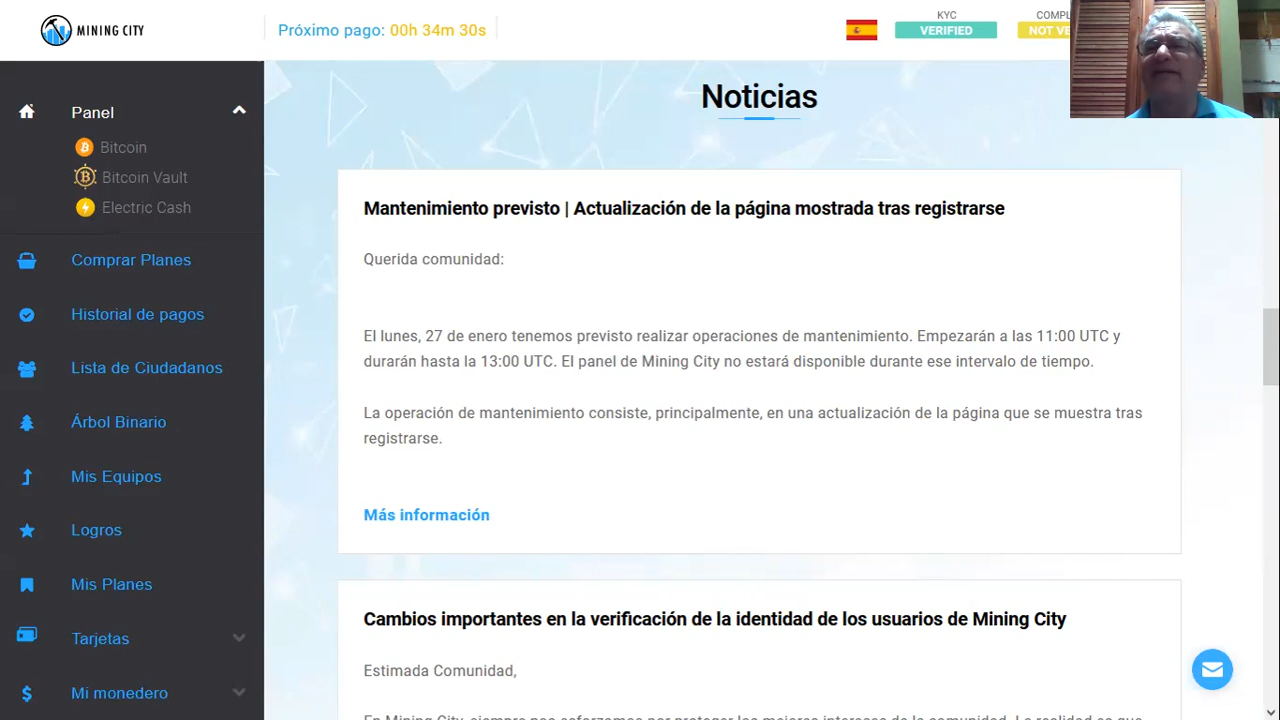 MINING CITY
Próximo pago: 00h 34m 30s
KYC
VERIFIED
NOT
Panel
Bitcoin
Bitcoin Vault
Electric Cash
Comprar Planes
Historial de pagos
Lista de Ciudadanos
Árbol Binario
Mis Equipos
Logros
Mis Planes
Tarjetas
Mi monedero
Noticias
Mantenimiento previsto | Actualización de la página mostrada tras registrarse
Querida comunidad:
El lunes, 27 de enero tenemos previsto realizar operaciones de mantenimiento. Empezarán a las 11:00 UTC y
durarán hasta la 13:00 UTC. El panel de Mining City no estará disponible durante ese intervalo de tiempo.
La operación de mantenimiento consiste, principalmente, en una actualización de la página que se muestra tras
registrarse.
Más información
Cambios importantes en la verificación de la identidad de los usuarios de Mining City
Estimada Comunidad,